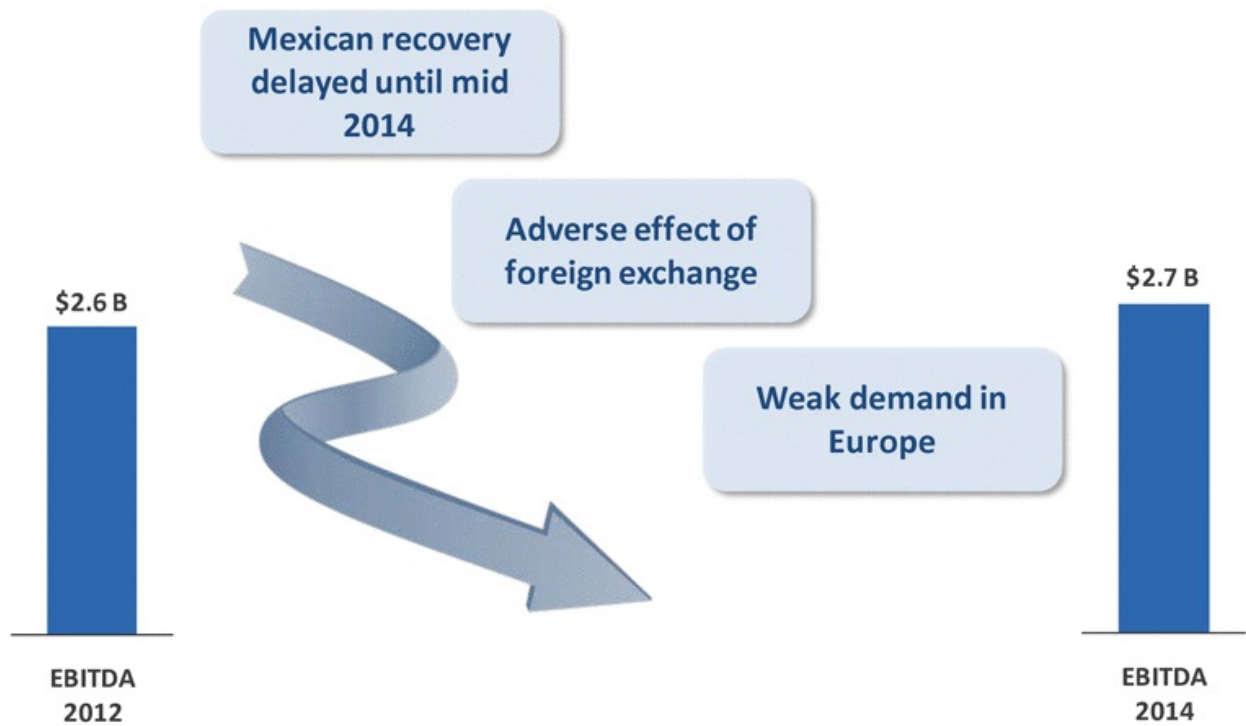 Mexican recovery
delayed until mid
2014
Adverse effect of
foreign exchange
Weak demand in
Europe
$2.6 B
EBITDA
2012
$2.7 B
EBITDA
2014